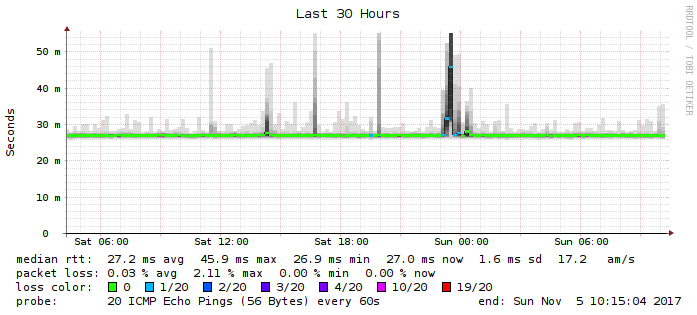 Last 30 Hours
RRDTOOL / TOBI OETIKER
Seconds
50 m
40 m
30 m
20 m
10 m
0
Sat 06:00 Sat 12:00 Sat 18:00 Sun 00:00 Sun 06:00
median rtt: 27.2 ms avg 45.9 ms max 26.9 ms min 27.0 ms now 1.6 ms sd 17.2 am/s
packet loss: 0.03 % avg 2.11 % max 0.00 % min 0.00 % now
loss color: 0 1/20 2/20 3/20 4/20 10/20 19/20
probe: 20 ICMP Echo Pings (56 Bytes) every 60s end: Sun Nov 5 10:15:04 2017